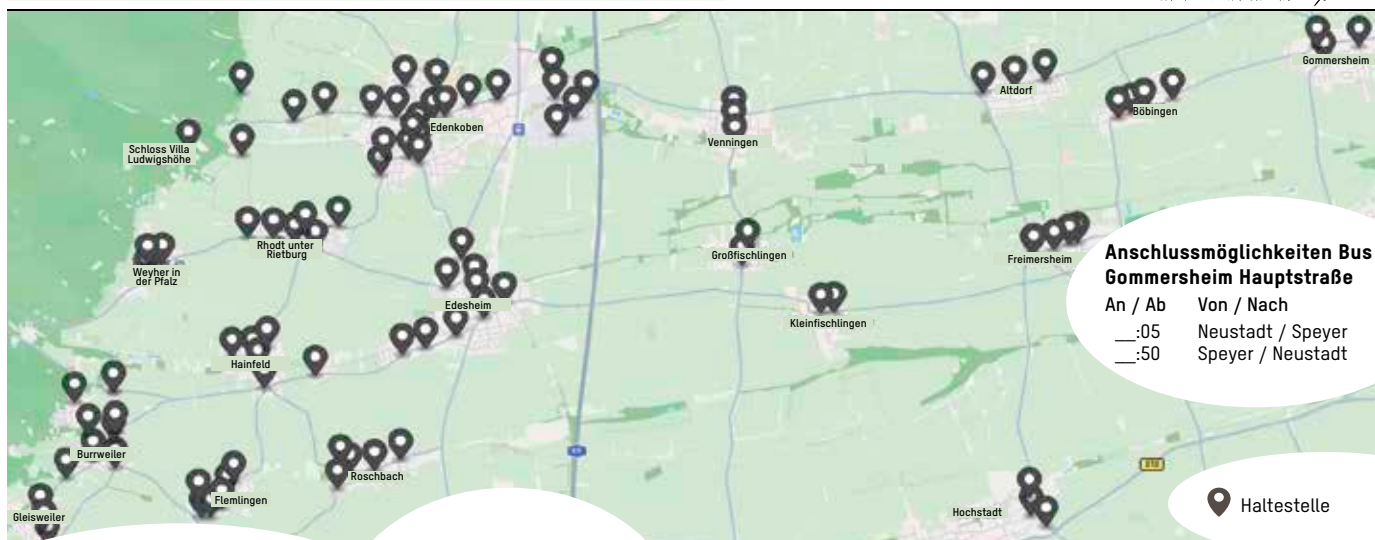 Gommersheim
Altdorf
Böbingen
Edenkoben
Venningen
Schloss Villa
Ludwigshöhe
Rhodt unter
Rietburg
Großfischlingen
Freimersheim
Weyher in
der Pfalz
Edesheim
Kleinfischlingen
Hainfeld
Anschlussmöglichkeiten Bus
Gommersheim Hauptstraße
An / Ab Von / Nach
__:05 Neustadt / Speyer
__:50 Speyer / Neustadt
Burrweiler
Roschbach
Flemlingen
Gleisweiler
Hochstadt
Haltestelle